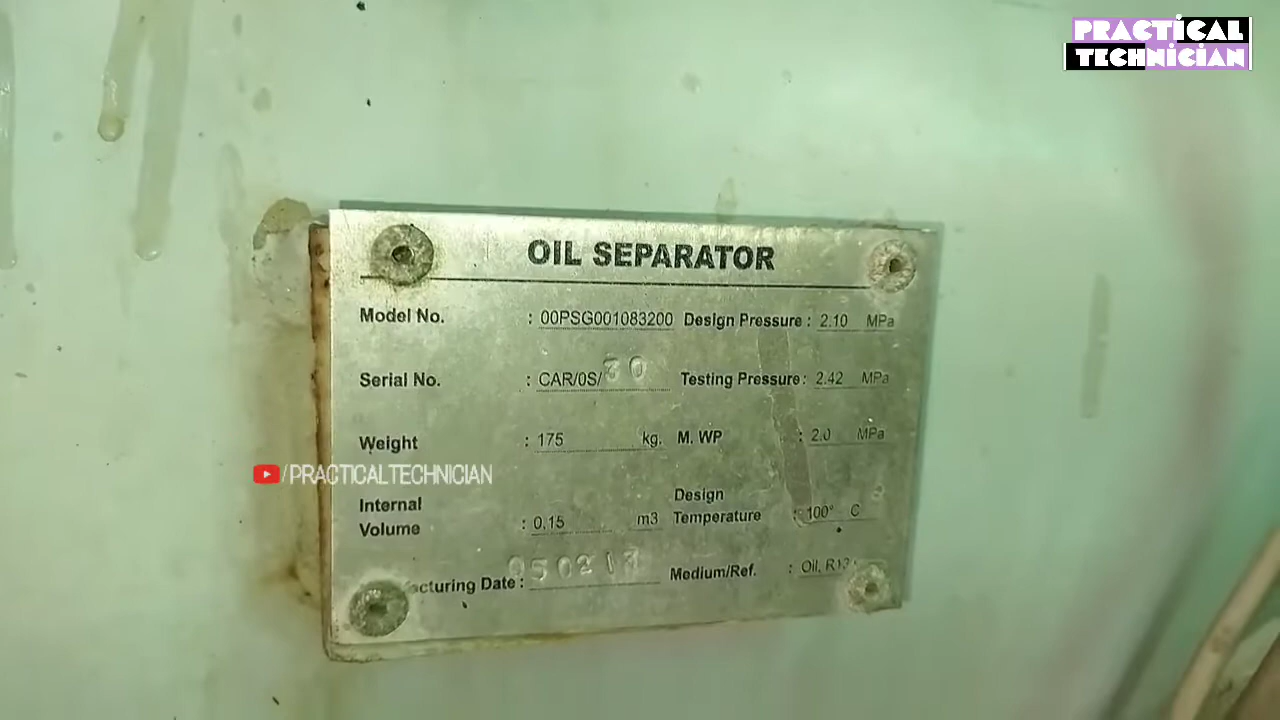 PRACTICAL
TECHNICIAN
OIL SEPARATOR
Model No. : 00PSG001083200 Design Pressure : 2.10 MPa
Serial No. : CAR/0S/30 Testing Pressure : 2.42 MPa
Weight : 175 kg. M. WP : 2.0 MPa
/PRACTICALTECHNICIAN
Internal Volume : 0.15 m3 Design Temperature : 100° C
Date : Medium/Ref. : Oil,